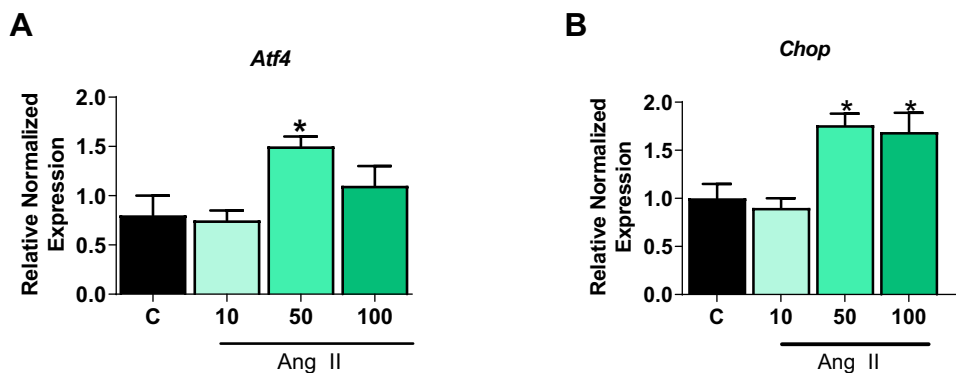 A
Atf4
Relative Normalized
Expression
2.0
1.5
1.0
0.5
0.0
*
C 10 50 100
Ang II
B
Chop
Relative Normalized
Expression
2.0
1.5
1.0
0.5
0.0
* *
C 10 50 100
Ang II